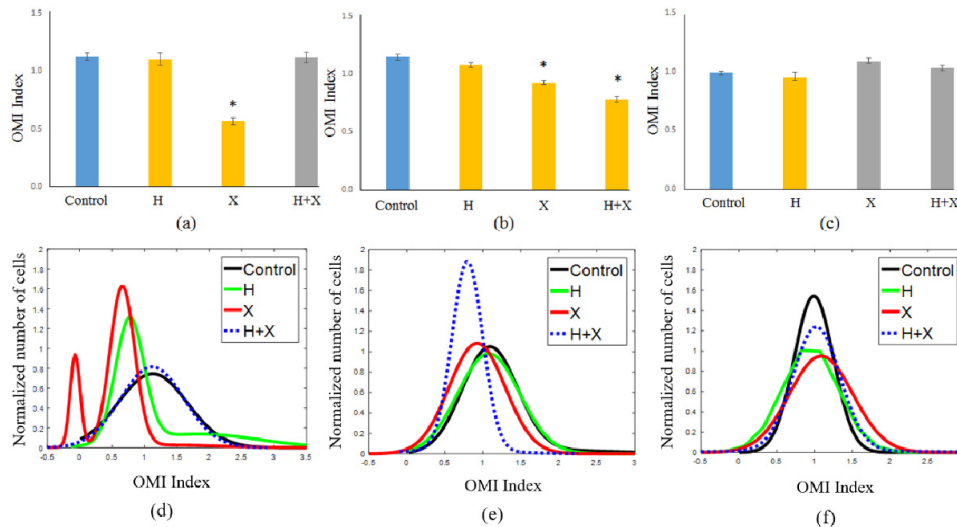 1.5
1.0
0.5
0.0
OMI Index
*
Control H X H+X
(a)
1.5
1.0
0.5
0.0
OMI Index
* *
Control H X H+X
(b)
1.5
1.0
0.5
0.0
OMI Index
Control H X H+X
(c)
2
1.8
1.6
1.4
1.2
1
0.8
0.6
0.4
0.2
0
Normalized number of cells
Control
H
X
H+X
-0.5 0 0.5 1 1.5 2 2.5 3 3.5
OMI Index
(d)
2
1.8
1.6
1.4
1.2
1
0.8
0.6
0.4
0.2
0
Normalized number of cells
Control
H
X
H+X
-0.5 0 0.5 1 1.5 2 2.5 3
OMI Index
(e)
2
1.8
1.6
1.4
1.2
1
0.8
0.6
0.4
0.2
0
Normalized number of cells
Control
H
X
H+X
-0.5 0 0.5 1 1.5 2 2.5
OMI Index
(f)